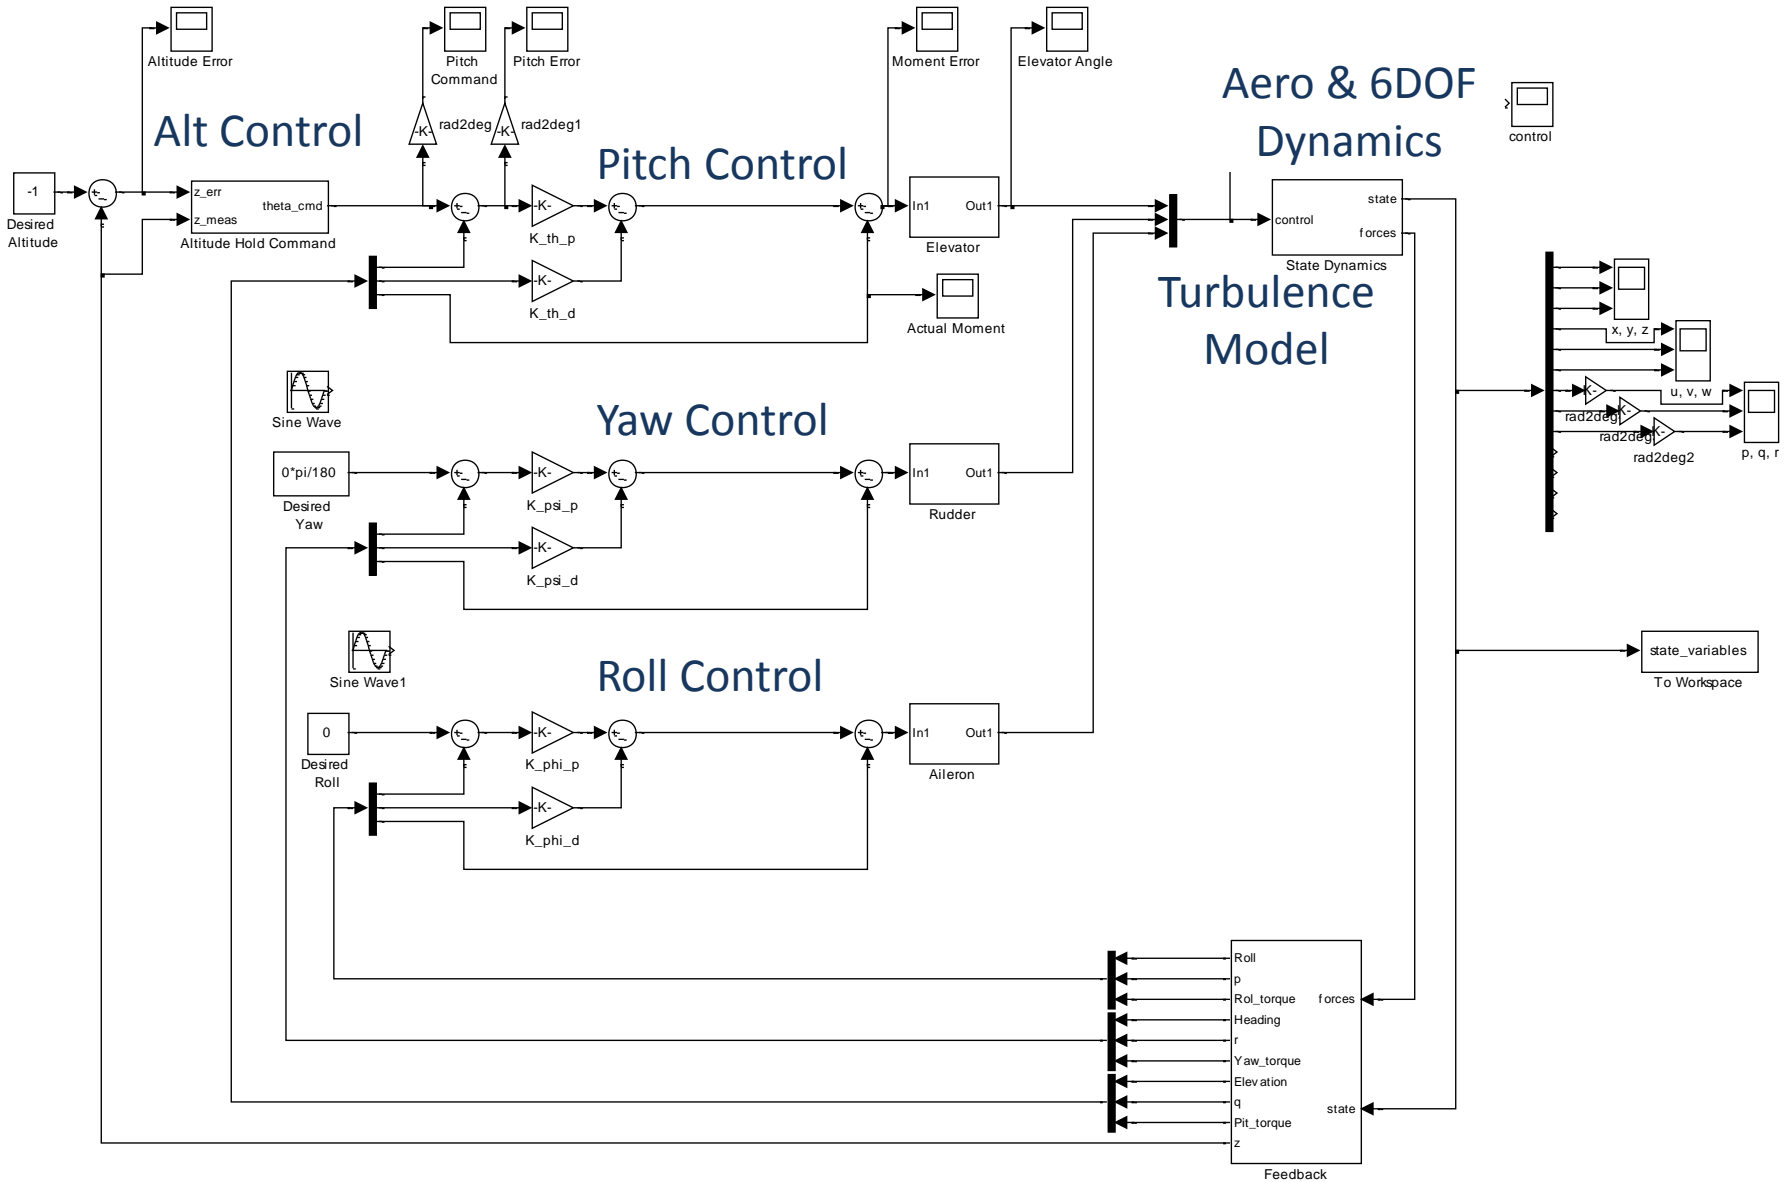 Altitude Error
Pitch
Command
Pitch Error
Moment Error
Elevator Angle
Aero & 6DOF
Dynamics
control
Alt Control
-K-
rad2deg
-K-
rad2deg1
Pitch Control
-1
Desired
Altitude
z_err
z_meas
theta_cmd
Altitude Hold Command
-K-
K_th_p
-K-
K_th_d
In1
Out1
Elevator
Actual Moment
control
state
forces
State Dynamics
Turbulence
Model
x, y, z
u, v, w
K-
rad2deg
K-
rad2deg
K-
rad2deg2
p, q, r
Sine Wave
Yaw Control
0*pi/180
Desired
Yaw
-K-
K_psi_p
-K-
K_psi_d
In1
Out1
Rudder
Sine Wave1
Roll Control
0
Desired
Roll
-K-
K_phi_p
-K-
K_phi_d
In1
Out1
Aileron
state_variables
To Workspace
Roll
p
Rol_torque
Heading
r
Yaw_torque
Elevation
q
Pit_torque
z
forces
state
Feedback